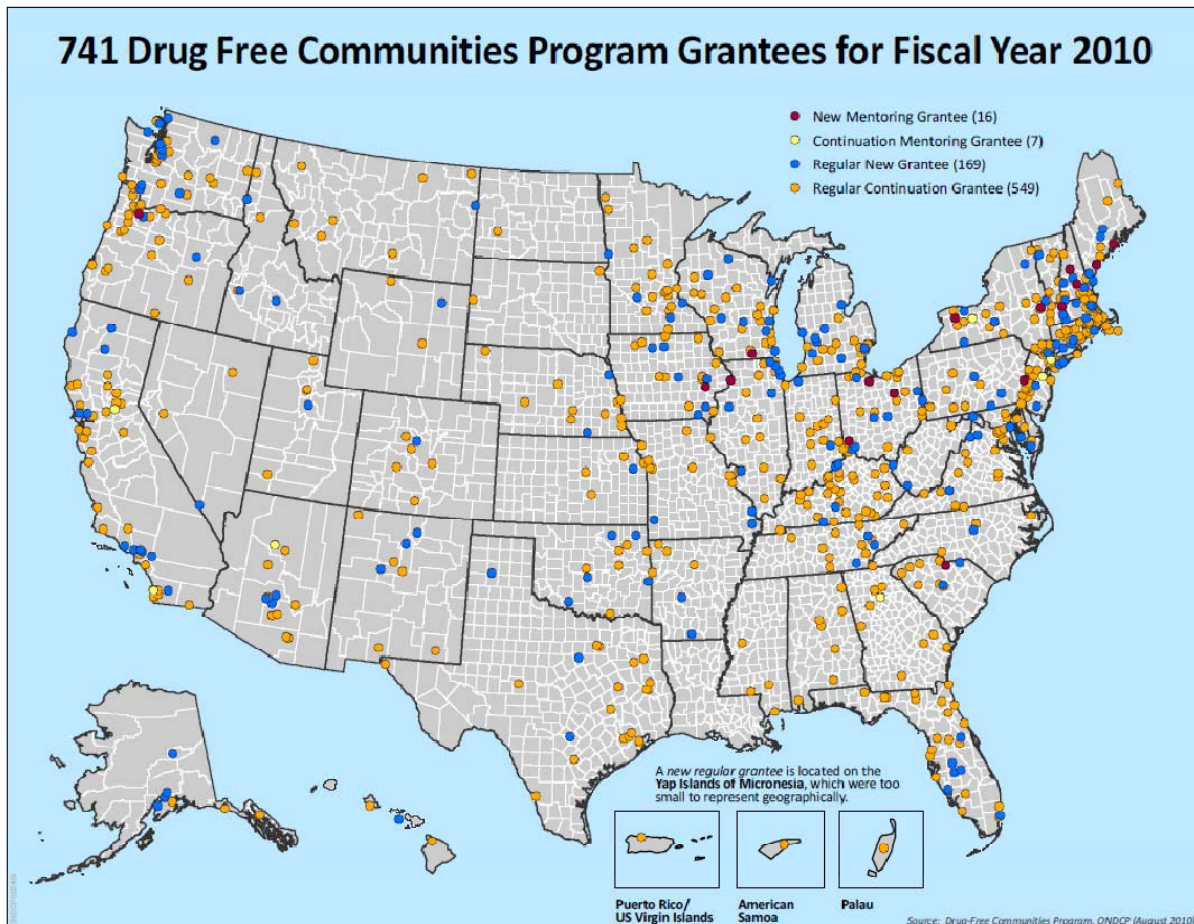 741 Drug Free Communities Program Grantees for Fiscal Year 2010
New Mentoring Grantee (16)
Continuation Mentoring Grantee (7)
Regular New Grantee (169)
Regular Continuation Grantee (549)
A new regular grantee is located on the
Yap Islands of Micronesia, which were too
small to represent geographically.
Puerto Rico/
US Virgin Islands
American
Samoa
Palau
Source: Drug-Free Communities Program, ONDCP (August 2010)